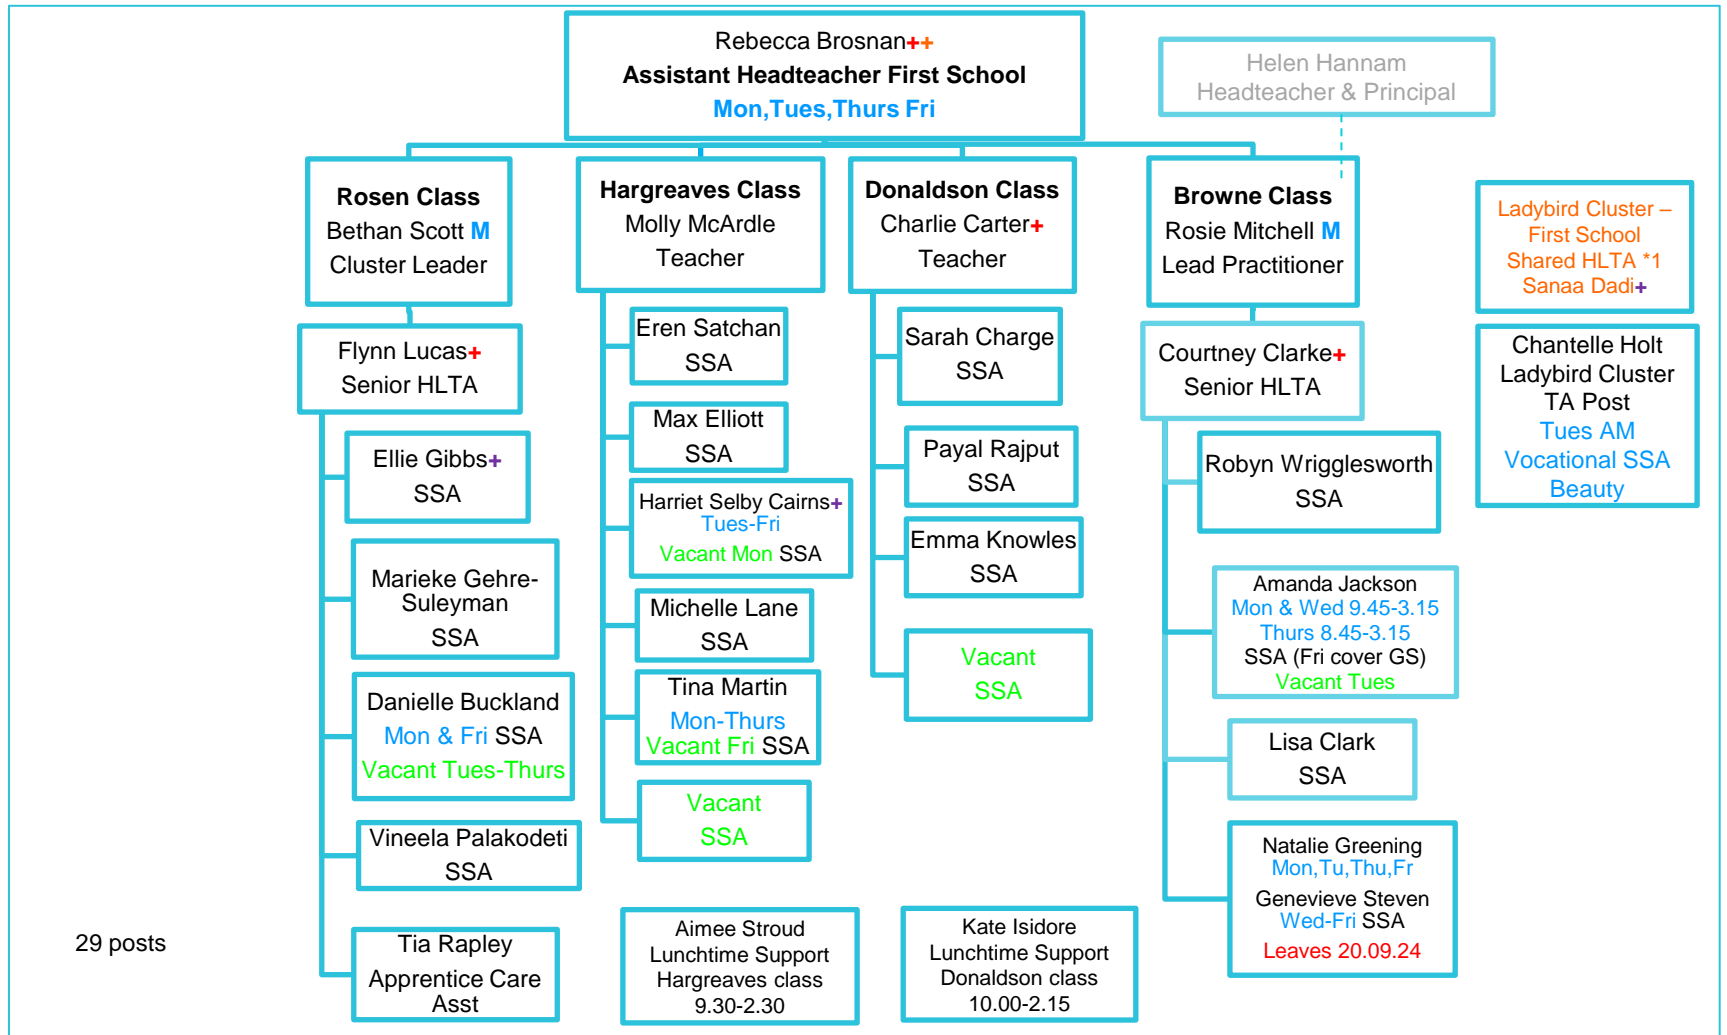 Rebecca Brosnan++
Assistant Headteacher First School
Mon,Tues,Thurs Fri
Helen Hannam
Headteacher & Principal
Rosen Class
Bethan Scott M
Cluster Leader
Hargreaves Class
Molly McArdle
Teacher
Donaldson Class
Charlie Carter+
Teacher
Browne Class
Rosie Mitchell M
Lead Practitioner
Ladybird Cluster –
First School
Shared HLTA *1
Sanaa Dadi+
Flynn Lucas+
Senior HLTA
Ellie Gibbs+
SSA
Marieke Gehre-
Suleyman
SSA
Danielle Buckland
Mon & Fri SSA
Vacant Tues-Thurs
Vineela Palakodeti
SSA
Tia Rapley
Apprentice Care
Asst
Eren Satchan
SSA
Max Elliott
SSA
Harriet Selby Cairns+
Tues-Fri
Vacant Mon SSA
Michelle Lane
SSA
Tina Martin
Mon-Thurs
Vacant Fri SSA
Vacant
SSA
Aimee Stroud
Lunchtime Support
Hargreaves class
9.30-2.30
Sarah Charge
SSA
Payal Rajput
SSA
Emma Knowles
SSA
Vacant
SSA
Kate Isidore
Lunchtime Support
Donaldson class
10.00-2.15
Courtney Clarke+
Senior HLTA
Robyn Wrigglesworth
SSA
Amanda Jackson
Mon & Wed 9.45-3.15
Thurs 8.45-3.15
SSA (Fri cover GS)
Vacant Tues
Lisa Clark
SSA
Natalie Greening
Mon,Tu,Thu,Fr
Genevieve Steven
Wed-Fri SSA
Leaves 20.09.24
Chantelle Holt
Ladybird Cluster
TA Post
Tues AM
Vocational SSA
Beauty
29 posts